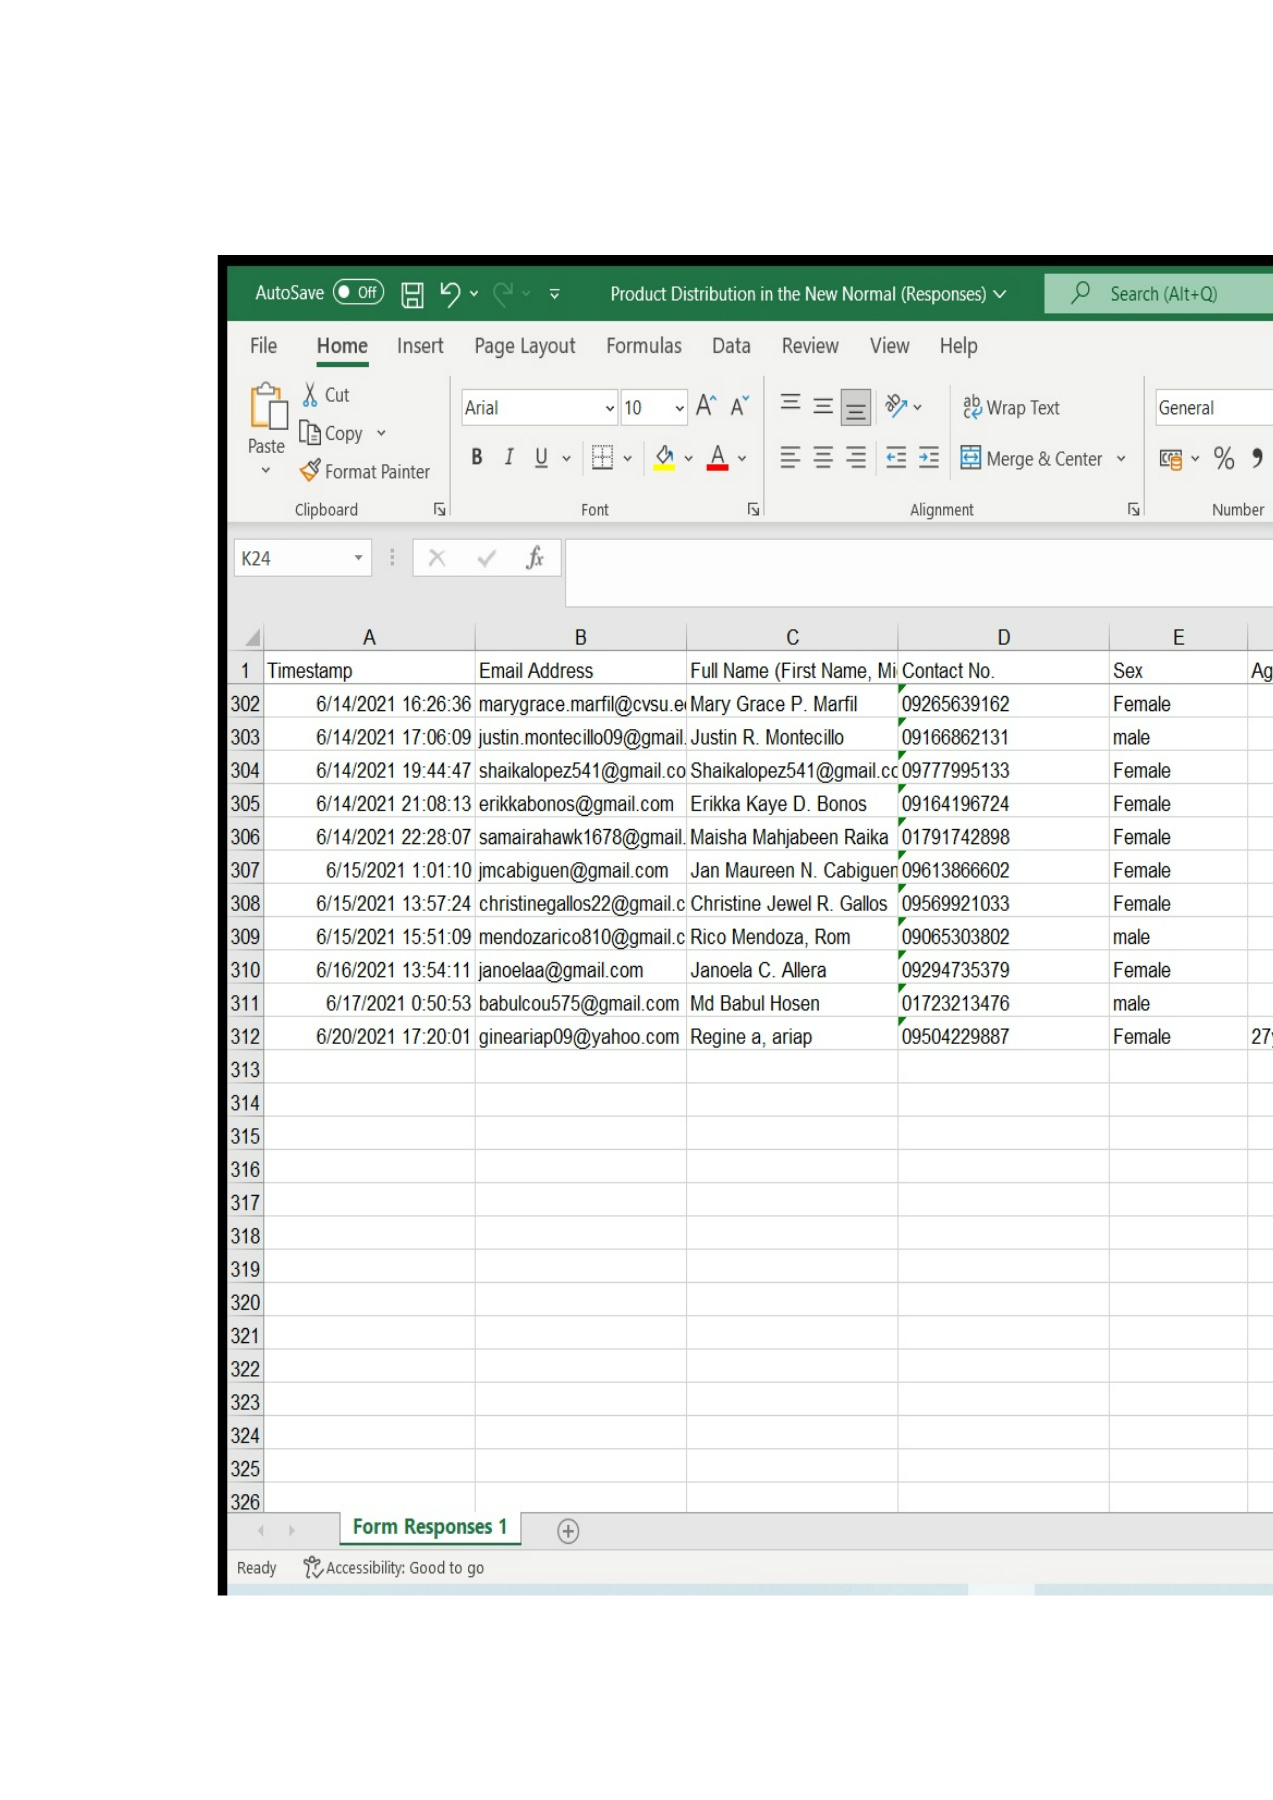 AutoSave Off Product Distribution in the New Normal (Responses) Search (Alt+Q)
File Home Insert Page Layout Formulas Data Review View Help
Paste Cut Copy Format Painter Arial 10 B I U A Wrap Text Merge & Center General %
Clipboard Font Alignment Number
K24 fx
A B C D E
1 Timestamp Email Address Full Name (First Name, Mi Contact No. Sex Ag
302 6/14/2021 16:26:36 marygrace.marfil@cvsu.e Mary Grace P. Marfil 09265639162 Female
303 6/14/2021 17:06:09 justin.montecillo09@gmail. Justin R. Montecillo 09166862131 male
304 6/14/2021 19:44:47 shaikalopez541@gmail.co Shaikalopez541@gmail.cc 09777995133 Female
305 6/14/2021 21:08:13 erikkabonos@gmail.com Erikka Kaye D. Bonos 09164196724 Female
306 6/14/2021 22:28:07 samairahawk1678@gmail. Maisha Mahjabeen Raika 01791742898 Female
307 6/15/2021 1:01:10 jmcabiguen@gmail.com Jan Maureen N. Cabiguen 09613866602 Female
308 6/15/2021 13:57:24 christinegallos22@gmail.c Christine Jewel R. Gallos 09569921033 Female
309 6/15/2021 15:51:09 mendozarico810@gmail.c Rico Mendoza, Rom 09065303802 male
310 6/16/2021 13:54:11 janoelaa@gmail.com Janoela C. Allera 09294735379 Female
311 6/17/2021 0:50:53 babulcou575@gmail.com Md Babul Hosen 01723213476 male
312 6/20/2021 17:20:01 gineariap09@yahoo.com Regine a, ariap 09504229887 Female 27
313
314
315
316
317
318
319
320
321
322
323
324
325
326
Form Responses 1
Ready Accessibility: Good to go